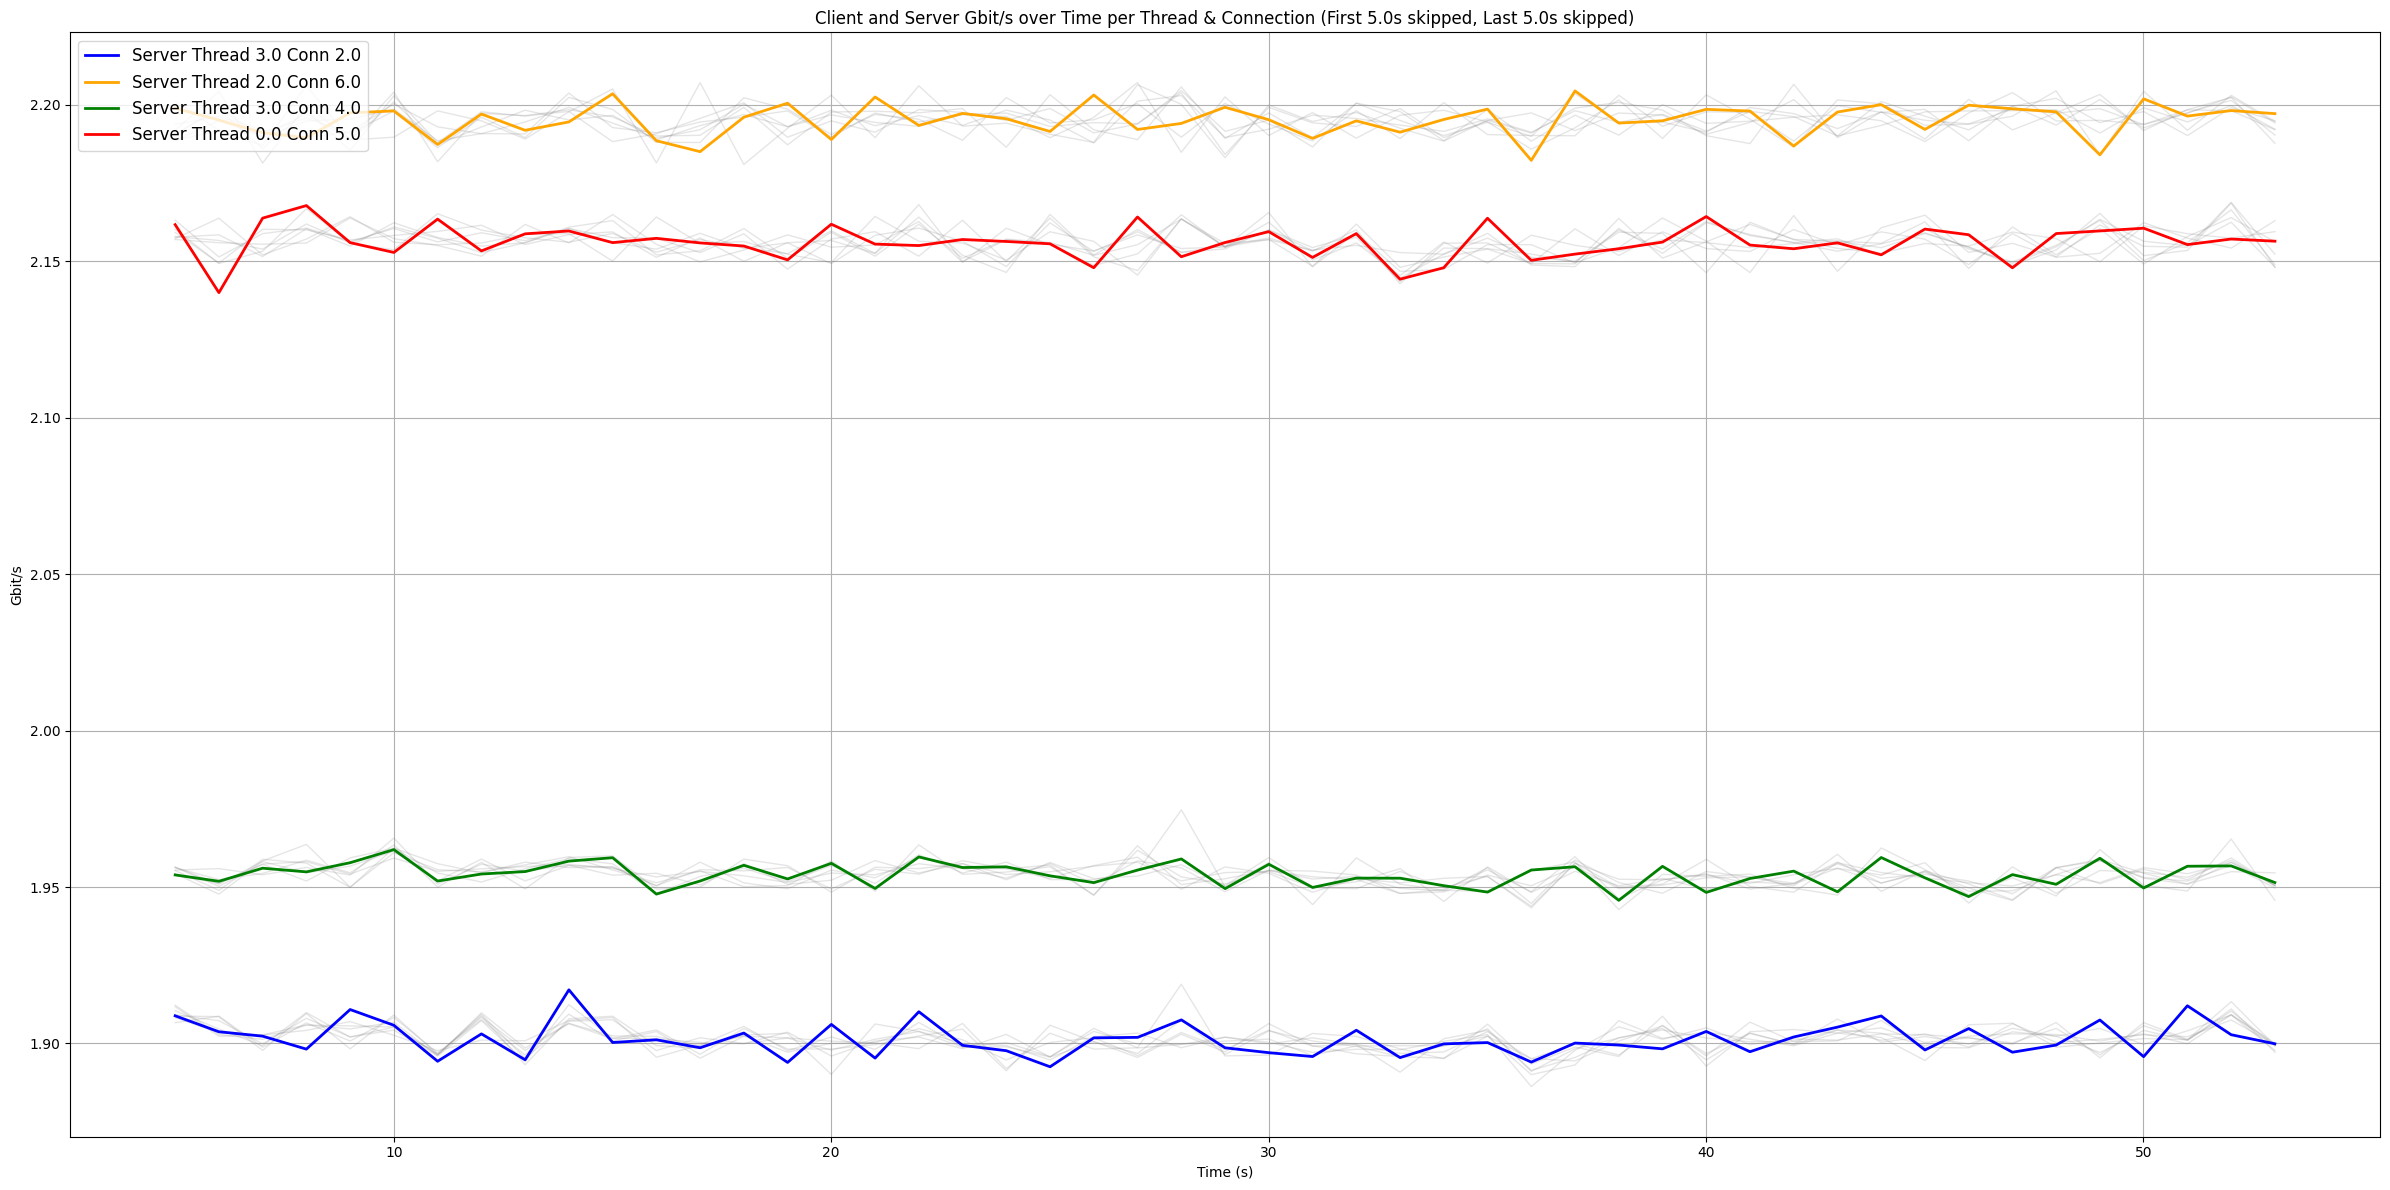 Client and Server Gbit/s over Time per Thread & Connection (First 5.0s skipped, Last 5.0s skipped)
Server Thread 3.0 Conn 2.0
Server Thread 2.0 Conn 6.0
Server Thread 3.0 Conn 4.0
Server Thread 0.0 Conn 5.0
2.20
2.15
2.10
2.05
2.00
1.95
1.90
Gbit/s
10 20 30 40 50
Time (s)